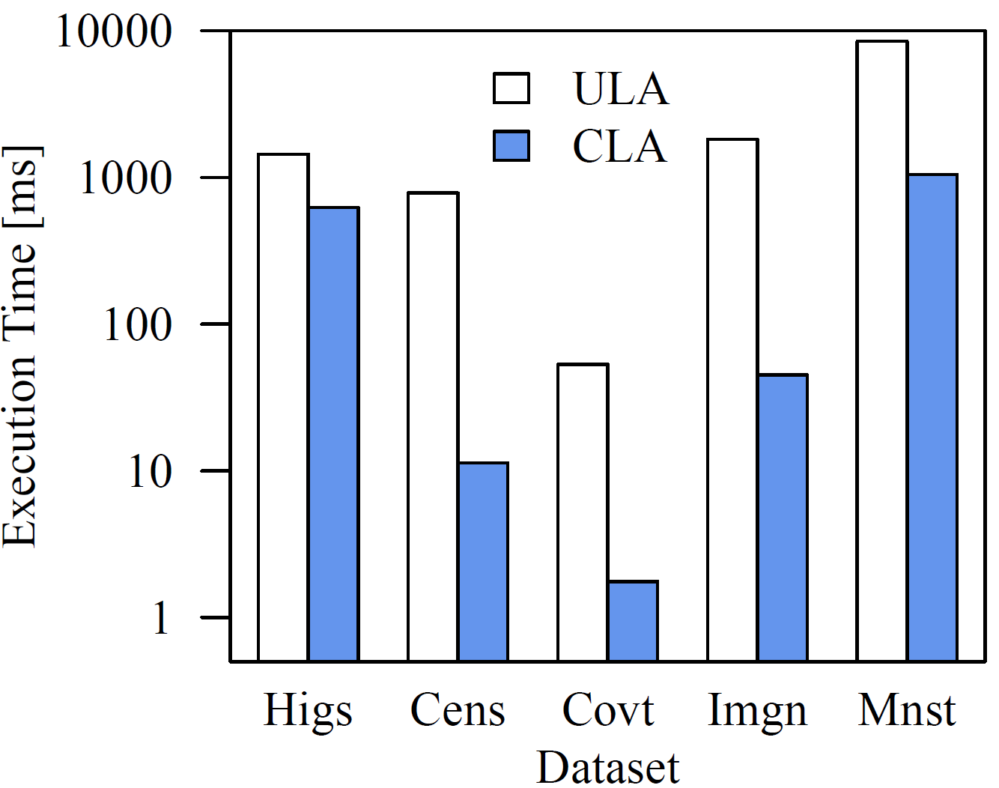 10000
1000
100
10
1
Execution Time [ms]
ULA
CLA
Higs Cens Covt Imgn Mnst
Dataset